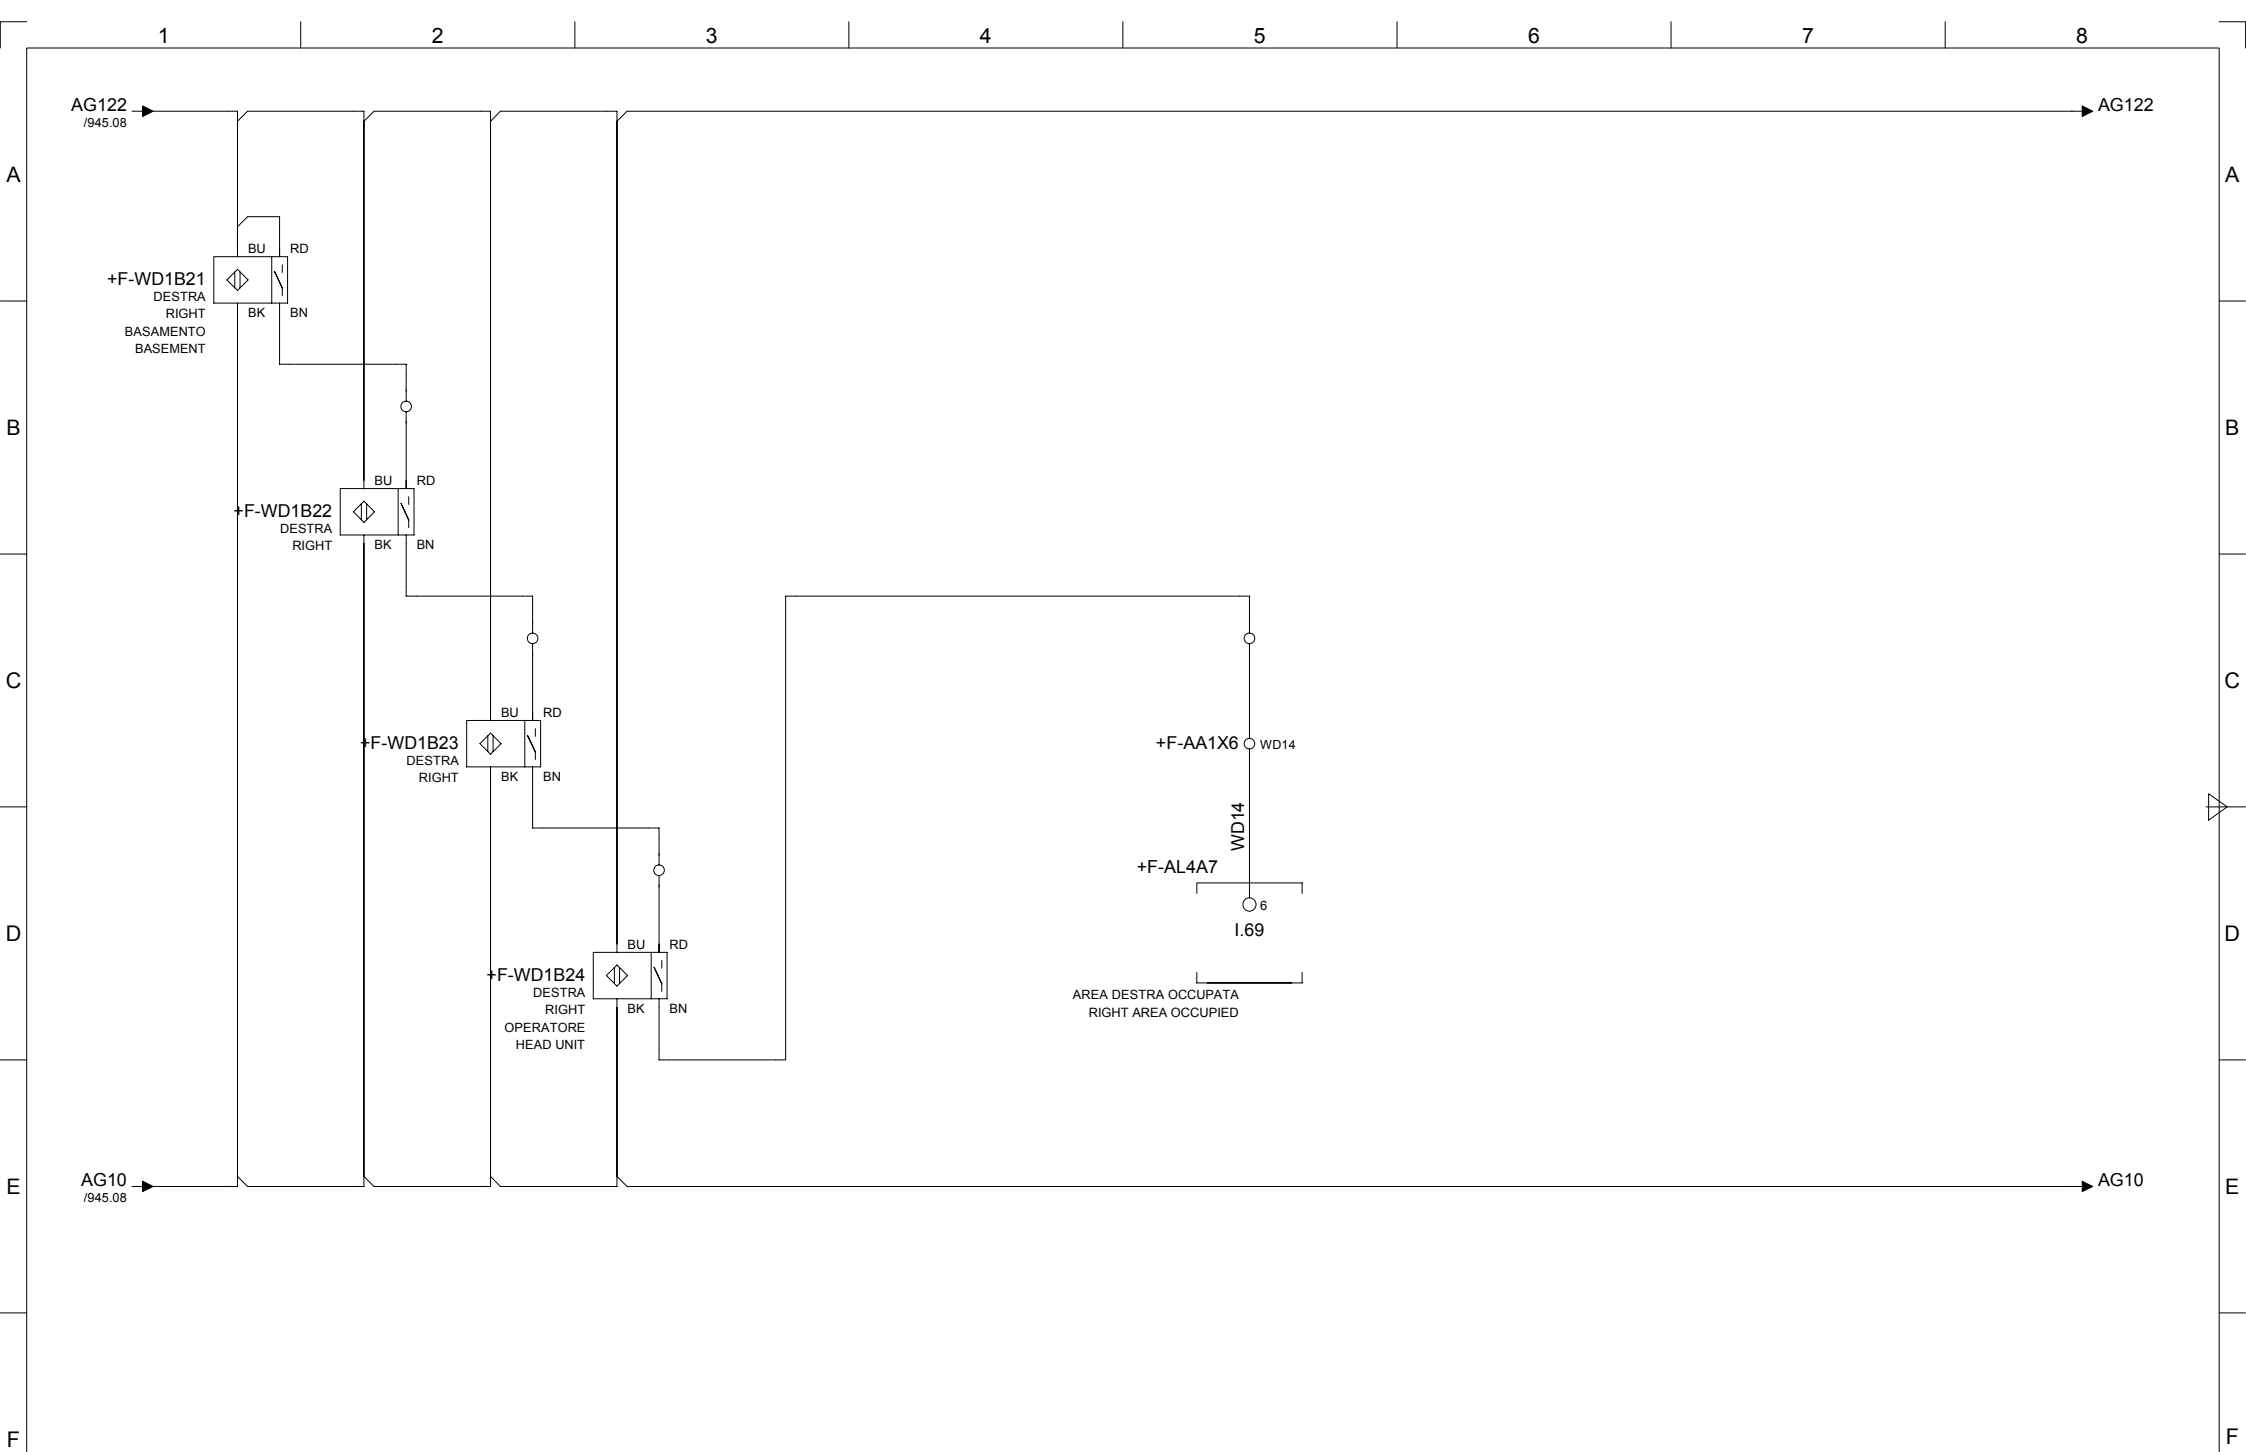 1 2 3 4 5 6 7 8
AG122
/945.08
AG122
A A
BU RD
+F-WD1B21
DESTRA
RIGHT
BASAMENTO
BASEMENT
BK BN
B B
BU RD
+F-WD1B22
DESTRA
RIGHT
BK BN
C C
BU RD
+F-WD1B23
DESTRA
RIGHT
BK BN
+F-AA1X6 WD14
WD14
+F-AL4A7
6
I.69
D D
BU RD
+F-WD1B24
DESTRA
RIGHT
OPERATORE
HEAD UNIT
BK BN
AREA DESTRA OCCUPATA
RIGHT AREA OCCUPIED
E E
AG10
/945.08
AG10
F F